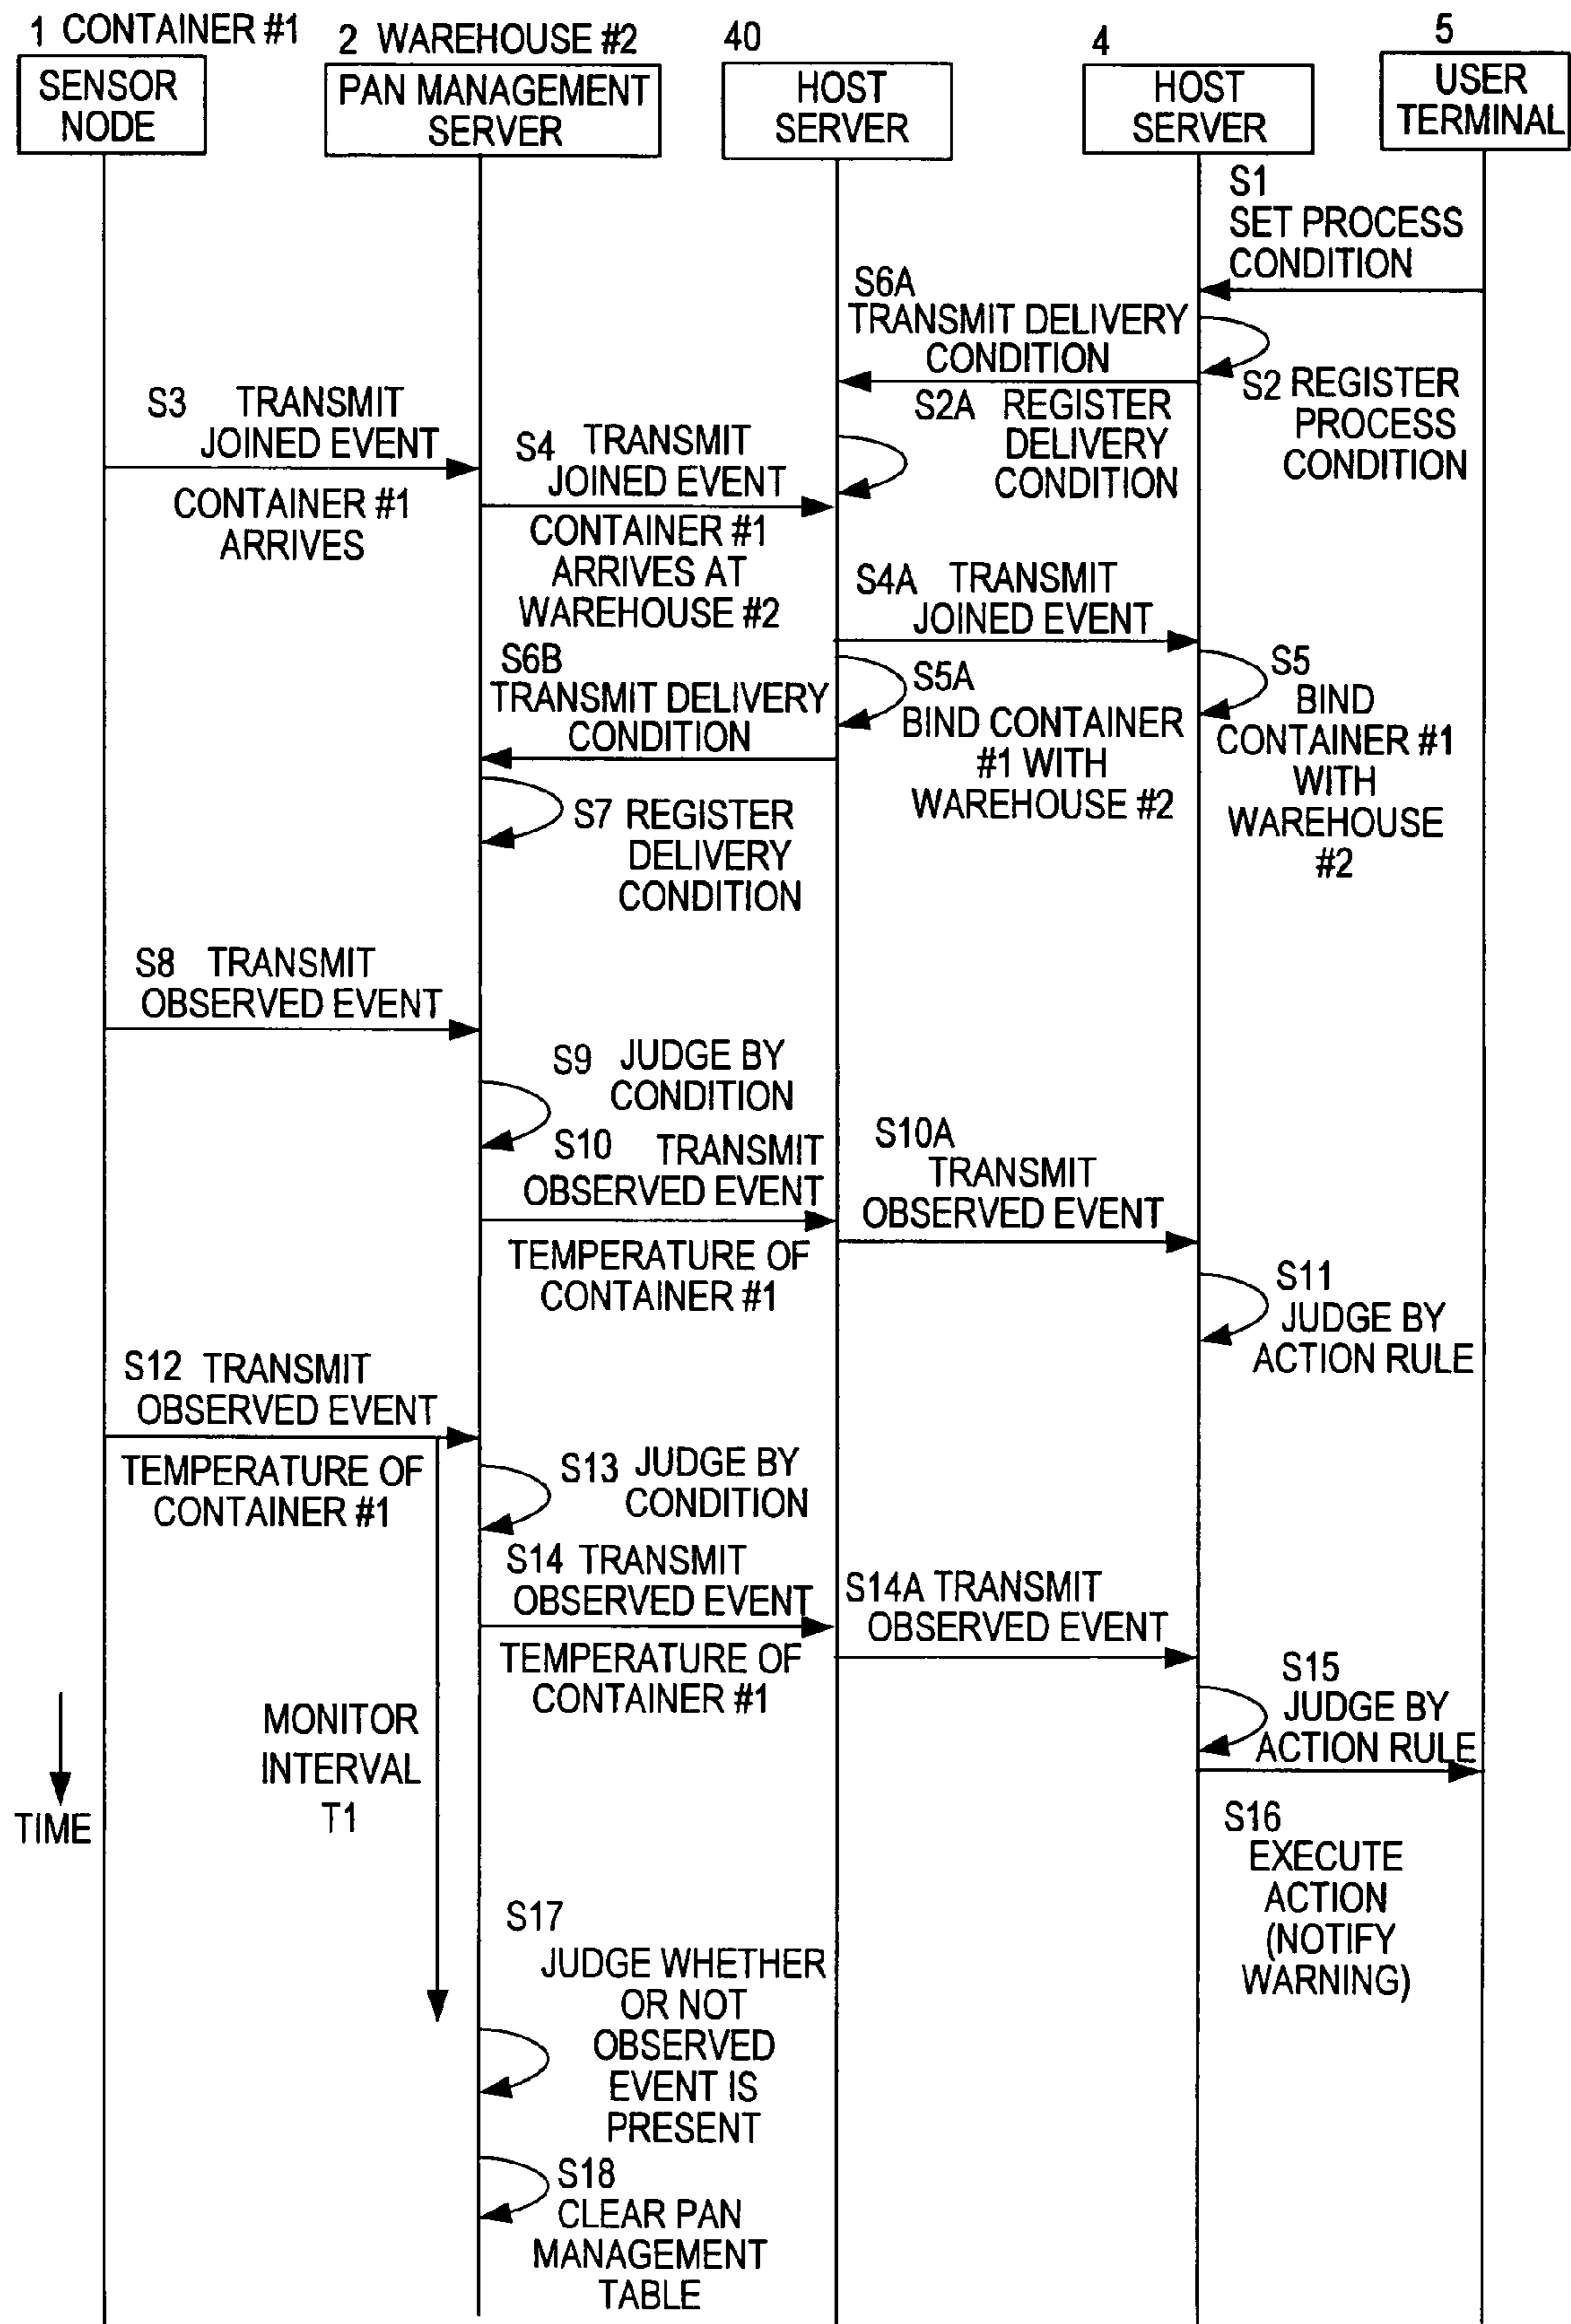 1 CONTAINER #1
SENSOR
NODE
2 WAREHOUSE #2
PAN MANAGEMENT
SERVER
40
HOST
SERVER
4
HOST
SERVER
5
USER
TERMINAL
S1
SET PROCESS
CONDITION
S6A
TRANSMIT DELIVERY
CONDITION
S2 REGISTER
PROCESS
CONDITION
S2A REGISTER
DELIVERY
CONDITION
S3 TRANSMIT
JOINED EVENT
CONTAINER #1
ARRIVES
S4 TRANSMIT
JOINED EVENT
CONTAINER #1
ARRIVES AT
WAREHOUSE #2
S4A TRANSMIT
JOINED EVENT
S5
BIND
CONTAINER #1
WITH
WAREHOUSE
#2
S5A
BIND CONTAINER
#1 WITH
WAREHOUSE #2
S6B
TRANSMIT DELIVERY
CONDITION
S7 REGISTER
DELIVERY
CONDITION
S8 TRANSMIT
OBSERVED EVENT
S9 JUDGE BY
CONDITION
S10 TRANSMIT
OBSERVED EVENT
TEMPERATURE OF
CONTAINER #1
S10A
TRANSMIT
OBSERVED EVENT
S11
JUDGE BY
ACTION RULE
S12 TRANSMIT
OBSERVED EVENT
TEMPERATURE OF
CONTAINER #1
S13 JUDGE BY
CONDITION
S14 TRANSMIT
OBSERVED EVENT
TEMPERATURE OF
CONTAINER #1
S14A TRANSMIT
OBSERVED EVENT
S15
JUDGE BY
ACTION RULE
MONITOR
INTERVAL
T1
TIME
S16
EXECUTE
ACTION
(NOTIFY
WARNING)
S17
JUDGE WHETHER
OR NOT
OBSERVED
EVENT IS
PRESENT
S18
CLEAR PAN
MANAGEMENT
TABLE